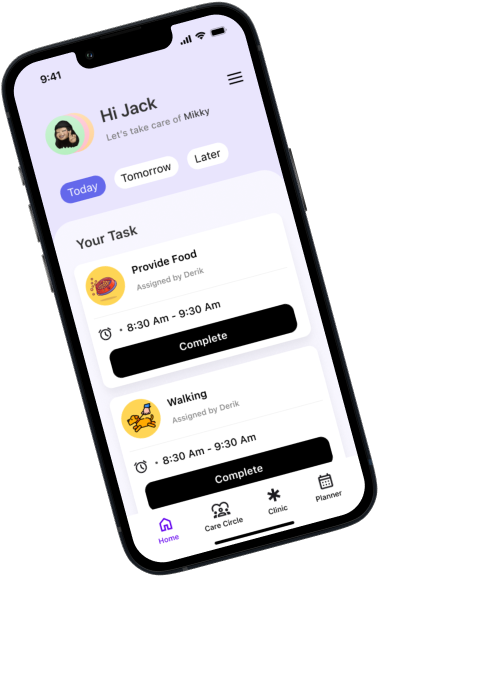 9:41
Hi Jack
Let's take care of Mikky
Today
Tomorrow
Later
Your Task
Provide Food
Assigned by Derik
• 8:30 Am - 9:30 Am
Complete
Walking
Assigned by Derik
• 8:30 Am - 9:30 Am
Complete
Home
Care Circle
Clinic
Planner